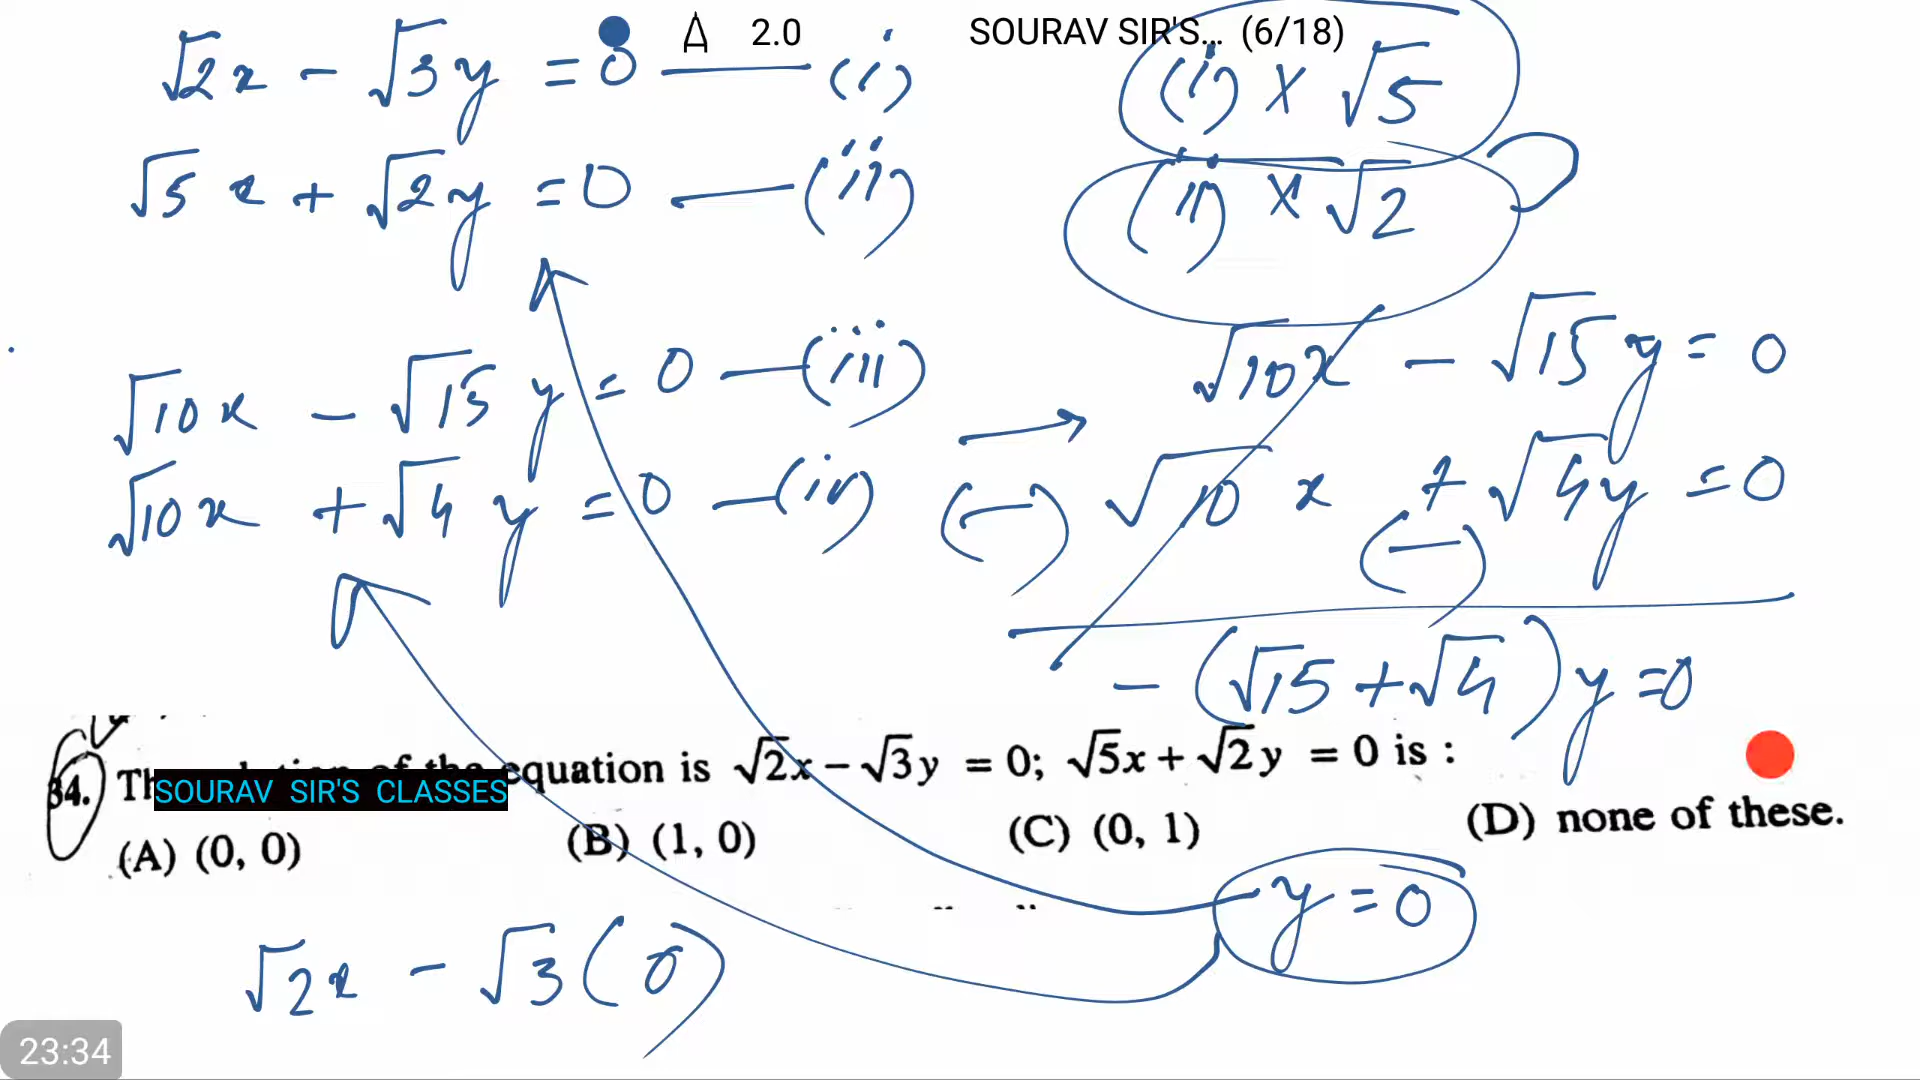 A 2.0 SOURAV SIR'S... (6/18)
√2x - √3y = 0 — (i)
(i) X √5
√5x + √2y = 0 — (ii)
(ii) X √2
√10x - √15y = 0 — (iii)
√10x - √15y = 0
√10x + √4y = 0 — (iv)
(-) √10x + √4y = 0
(-)
- (√15 + √4)y = 0
34. equation is √2x − √3y = 0; √5x + √2y = 0 is :
SOURAV SIR'S CLASSES
(A) (0, 0) (B) (1, 0) (C) (0, 1) (D) none of these.
y = 0
√2x - √3(0)
23:34